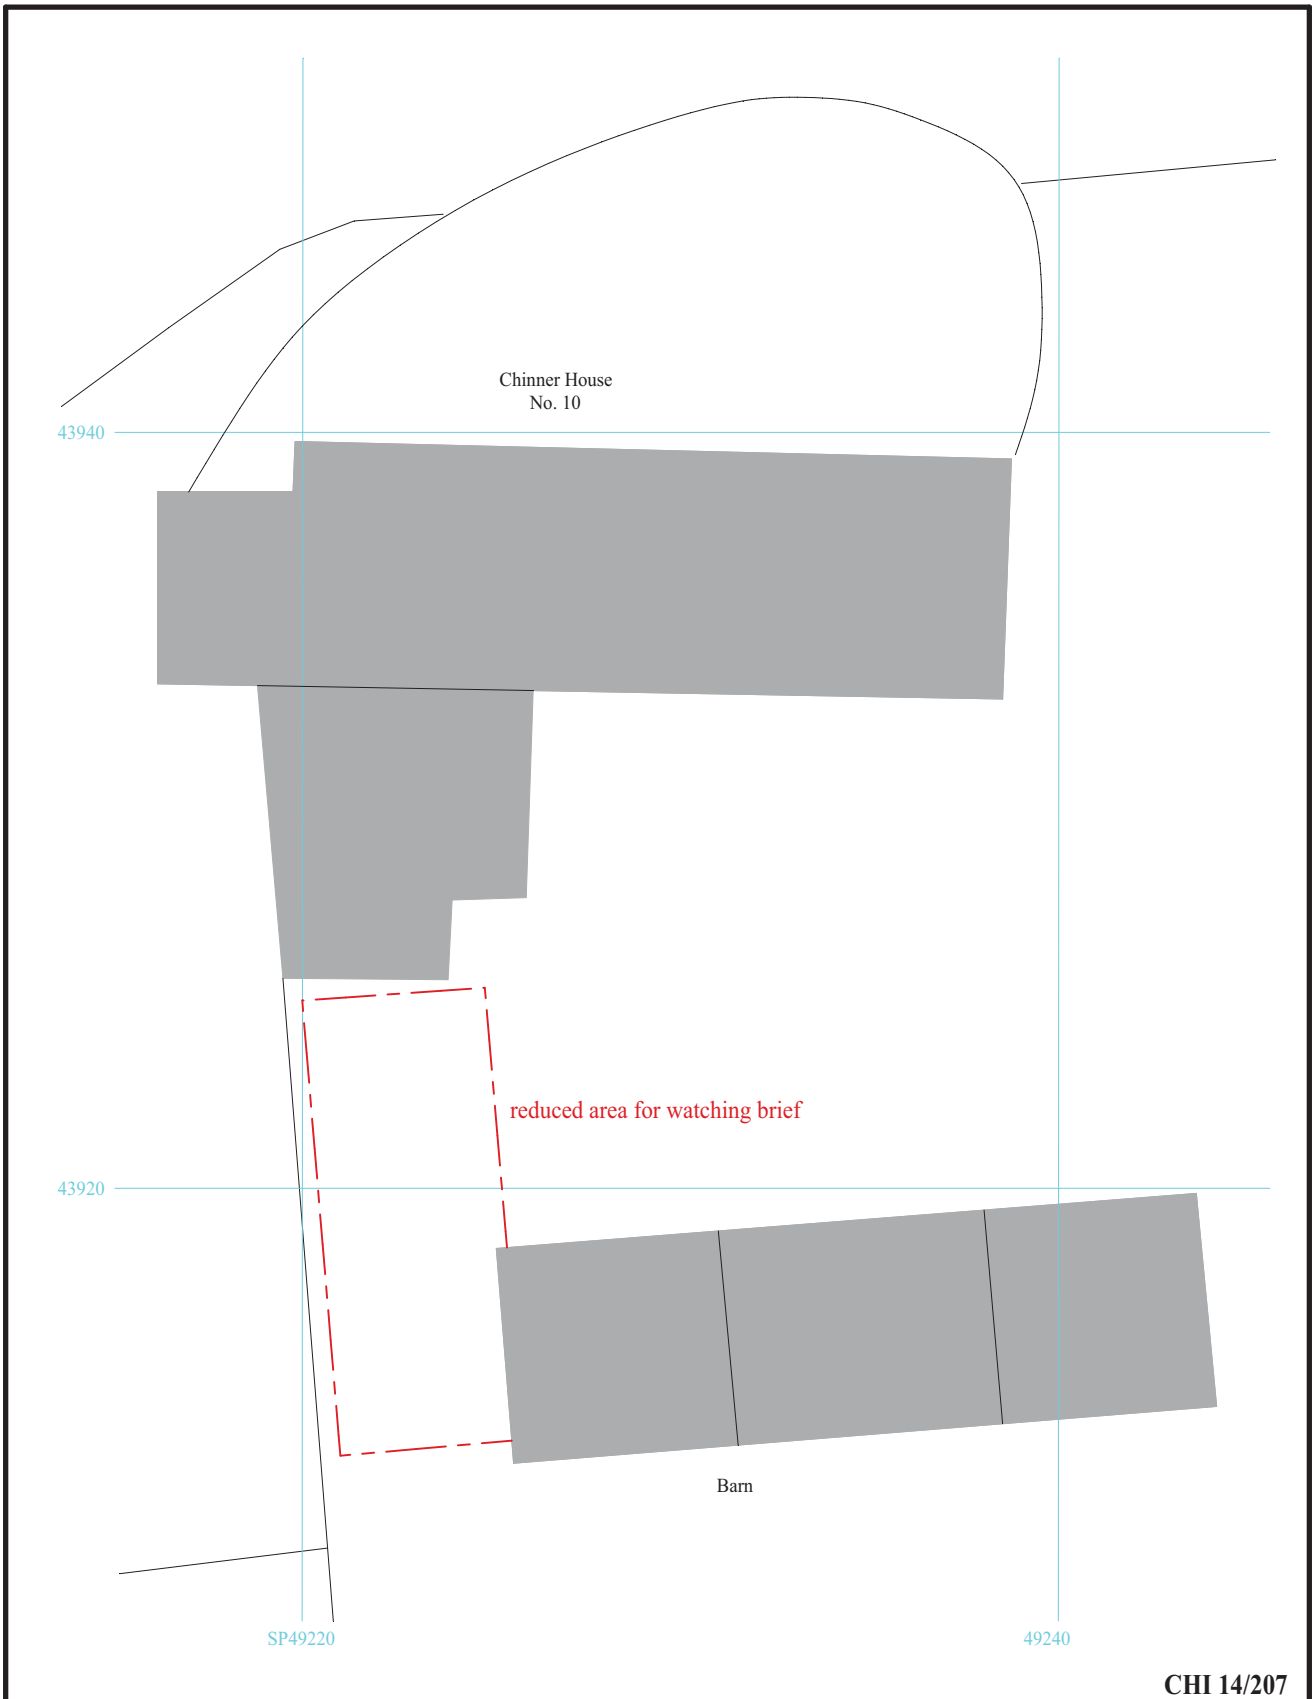 Chinner House
No. 10
43940
reduced area for watching brief
43920
Barn
SP49220
49240
CHI 14/207